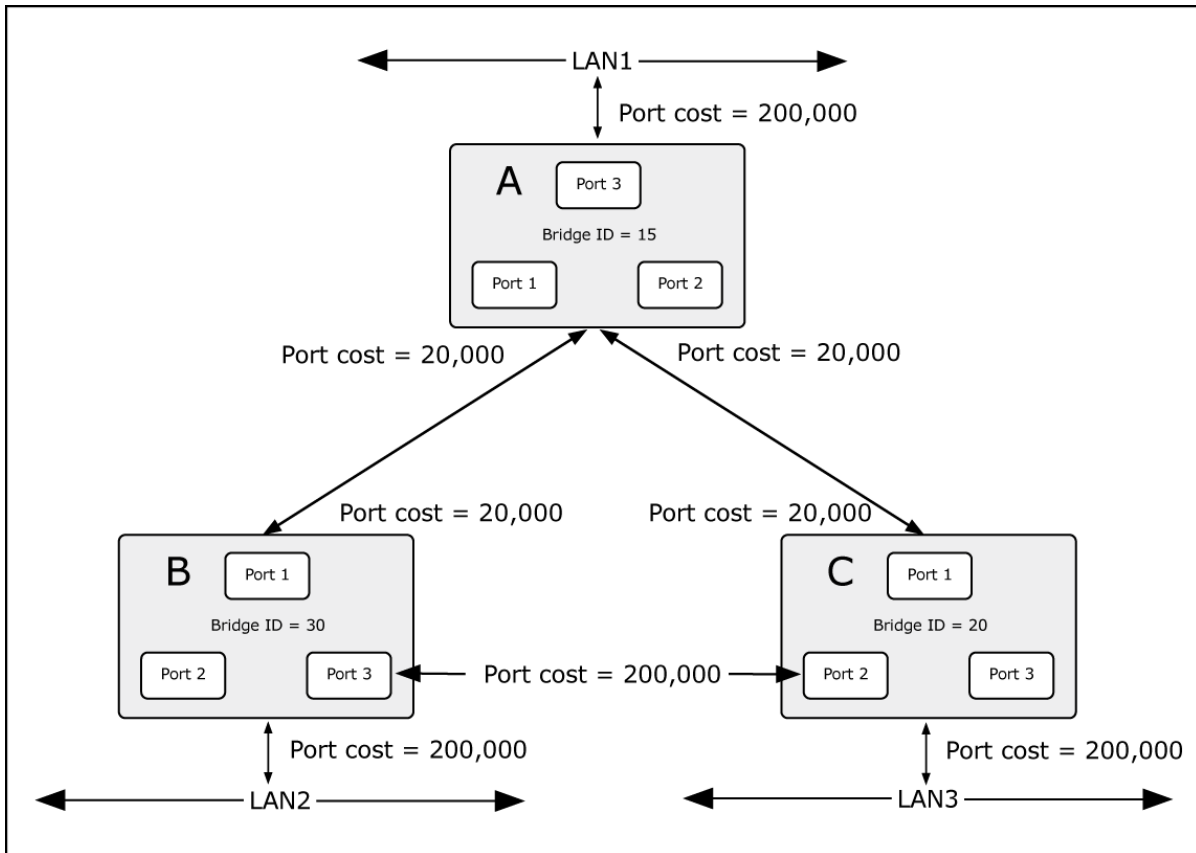 LAN1
Port cost = 200,000
A
Port 3
Bridge ID = 15
Port 1
Port 2
Port cost = 20,000
Port cost = 20,000
Port cost = 20,000
Port cost = 20,000
B
Port 1
Bridge ID = 30
Port 2
Port 3
C
Port 1
Bridge ID = 20
Port 2
Port 3
Port cost = 200,000
Port cost = 200,000
Port cost = 200,000
LAN2
LAN3